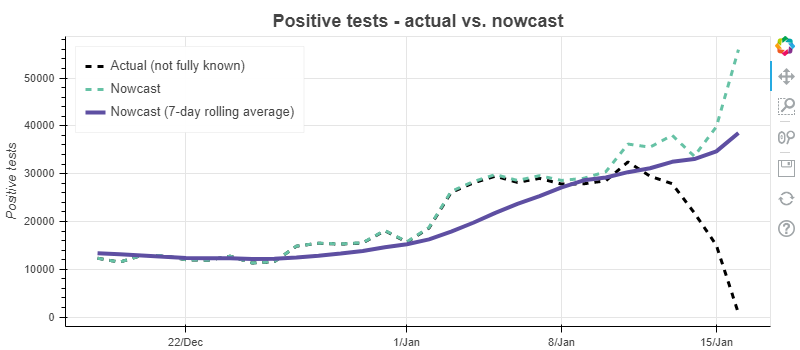 Positive tests - actual vs. nowcast
Actual (not fully known)
Nowcast
Nowcast (7-day rolling average)
Positive tests
50000
40000
30000
20000
10000
0
22/Dec
1/Jan
8/Jan
15/Jan